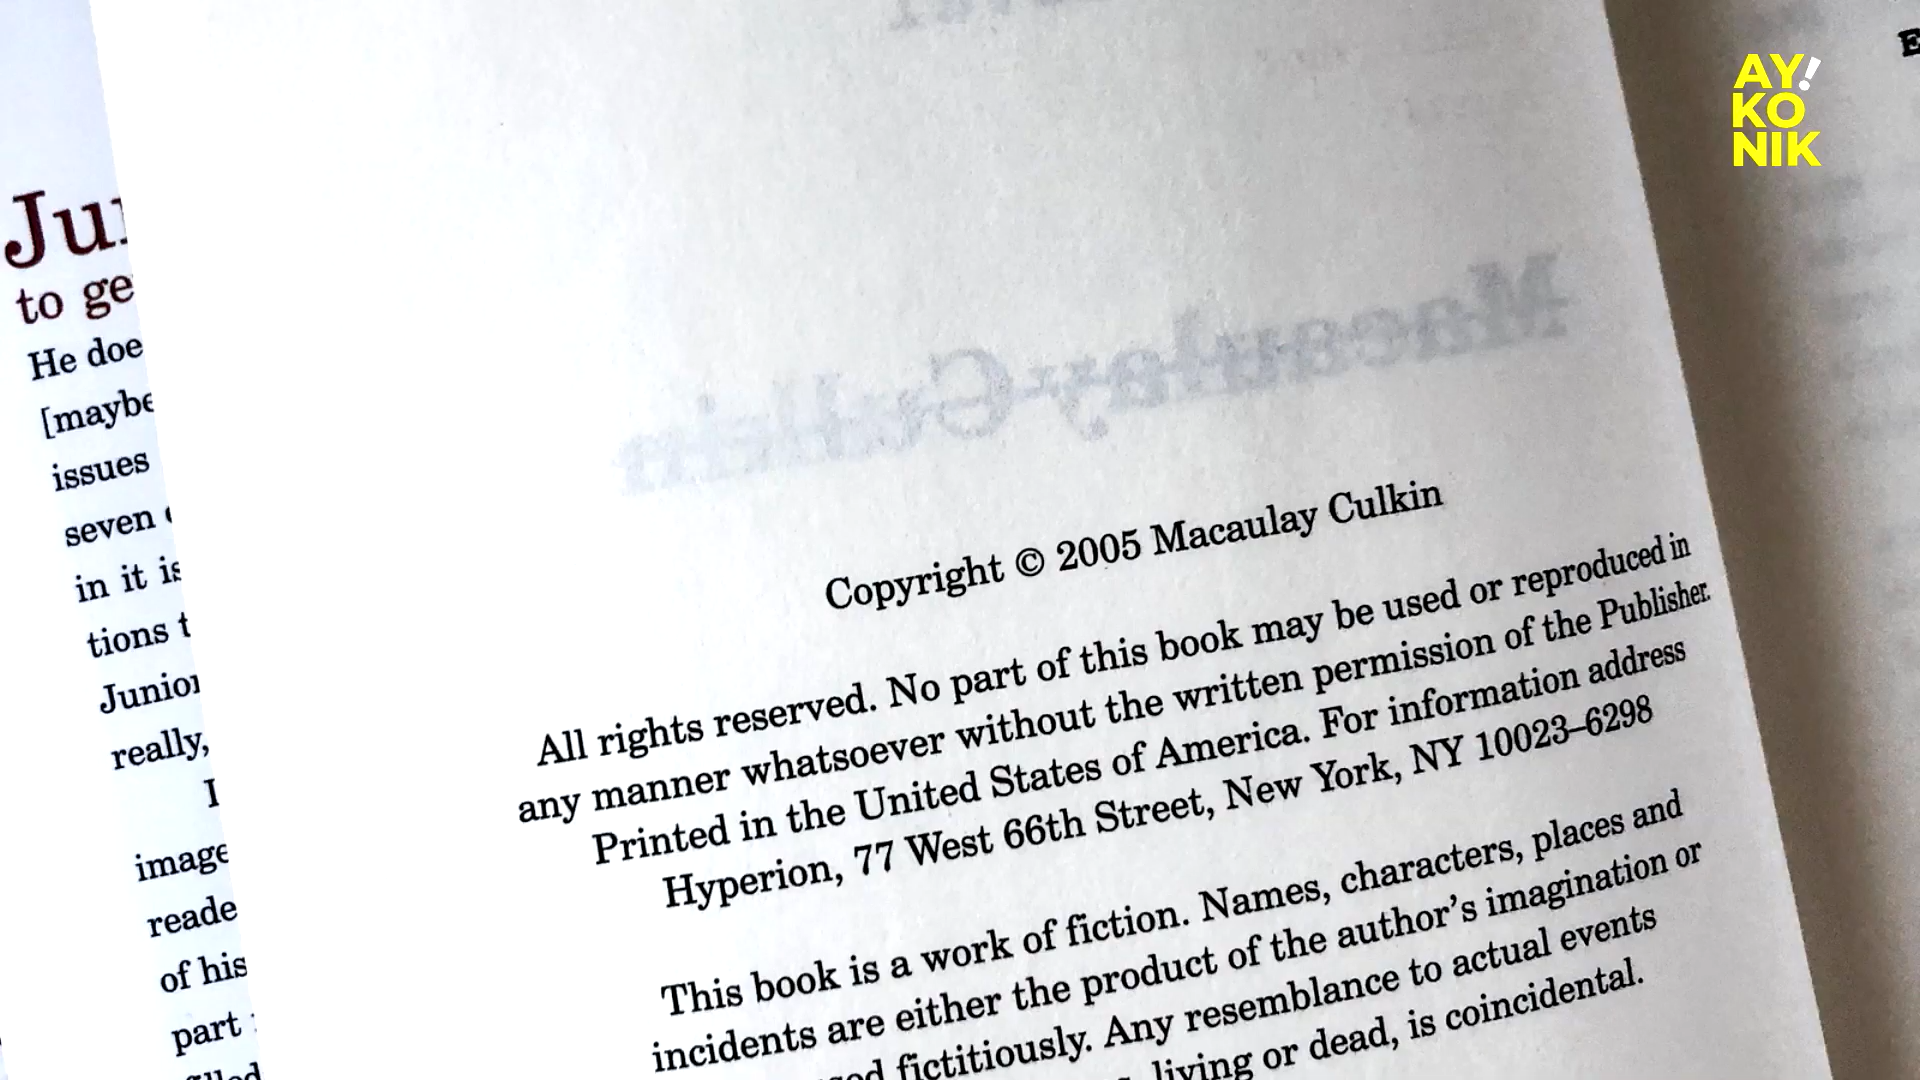 Ju
to ge
He doe
[maybe
issues
seven
in it is
tions t
Junior
really,
I
image
reade
of his
part
AY!
KO
NIK
Macaulay Culkin
Copyright © 2005 Macaulay Culkin
All rights reserved. No part of this book may be used or reproduced in
any manner whatsoever without the written permission of the Publisher.
Printed in the United States of America. For information address
Hyperion, 77 West 66th Street, New York, NY 10023–6298
This book is a work of fiction. Names, characters, places and
incidents are either the product of the author's imagination or
fictitiously. Any resemblance to actual events
living or dead, is coincidental.